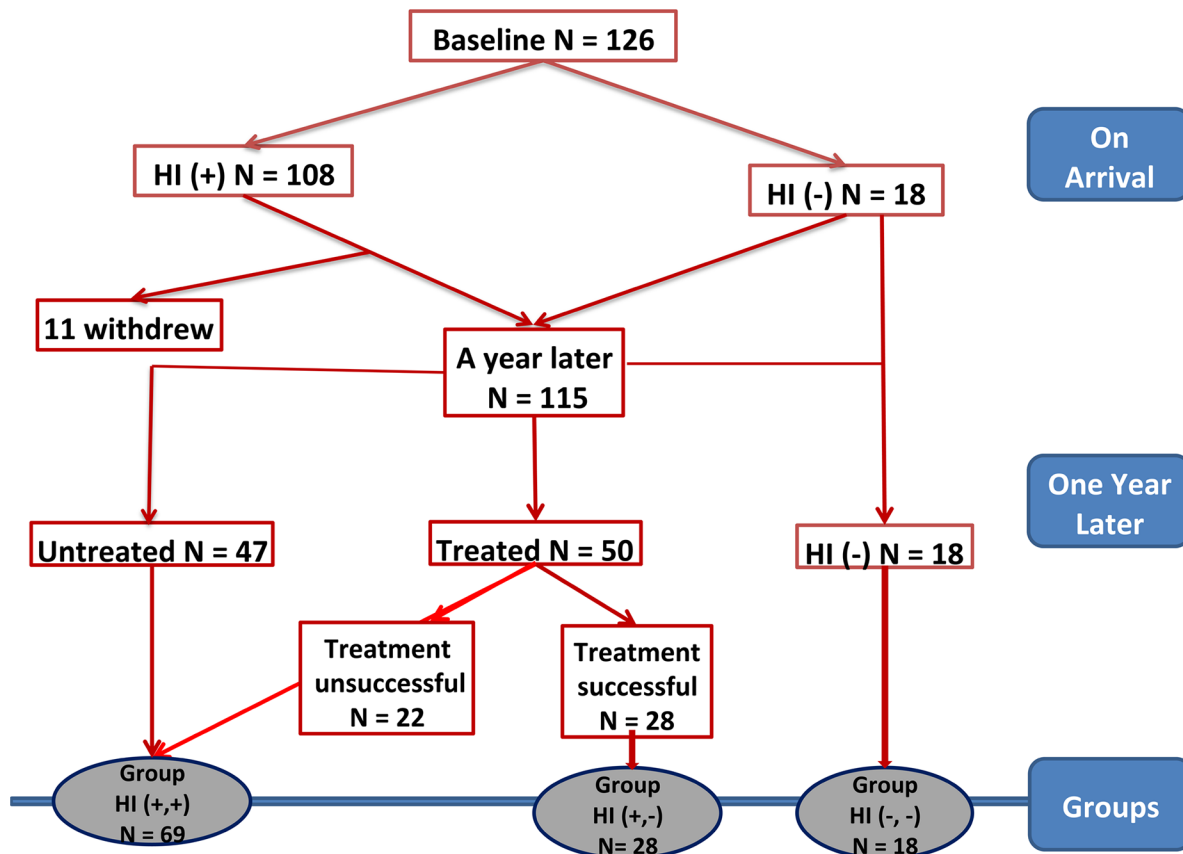 Baseline N = 126
On
Arrival
HI (+) N = 108
HI (-) N = 18
11 withdrew
A year later
N = 115
One Year
Later
Untreated N = 47
Treated N = 50
HI (-) N = 18
Treatment
unsuccessful
N = 22
Treatment
successful
N = 28
Group
HI (+,+)
N = 69
Group
HI (+,-)
N= 28
Group
HI (-, -)
N = 18
Groups